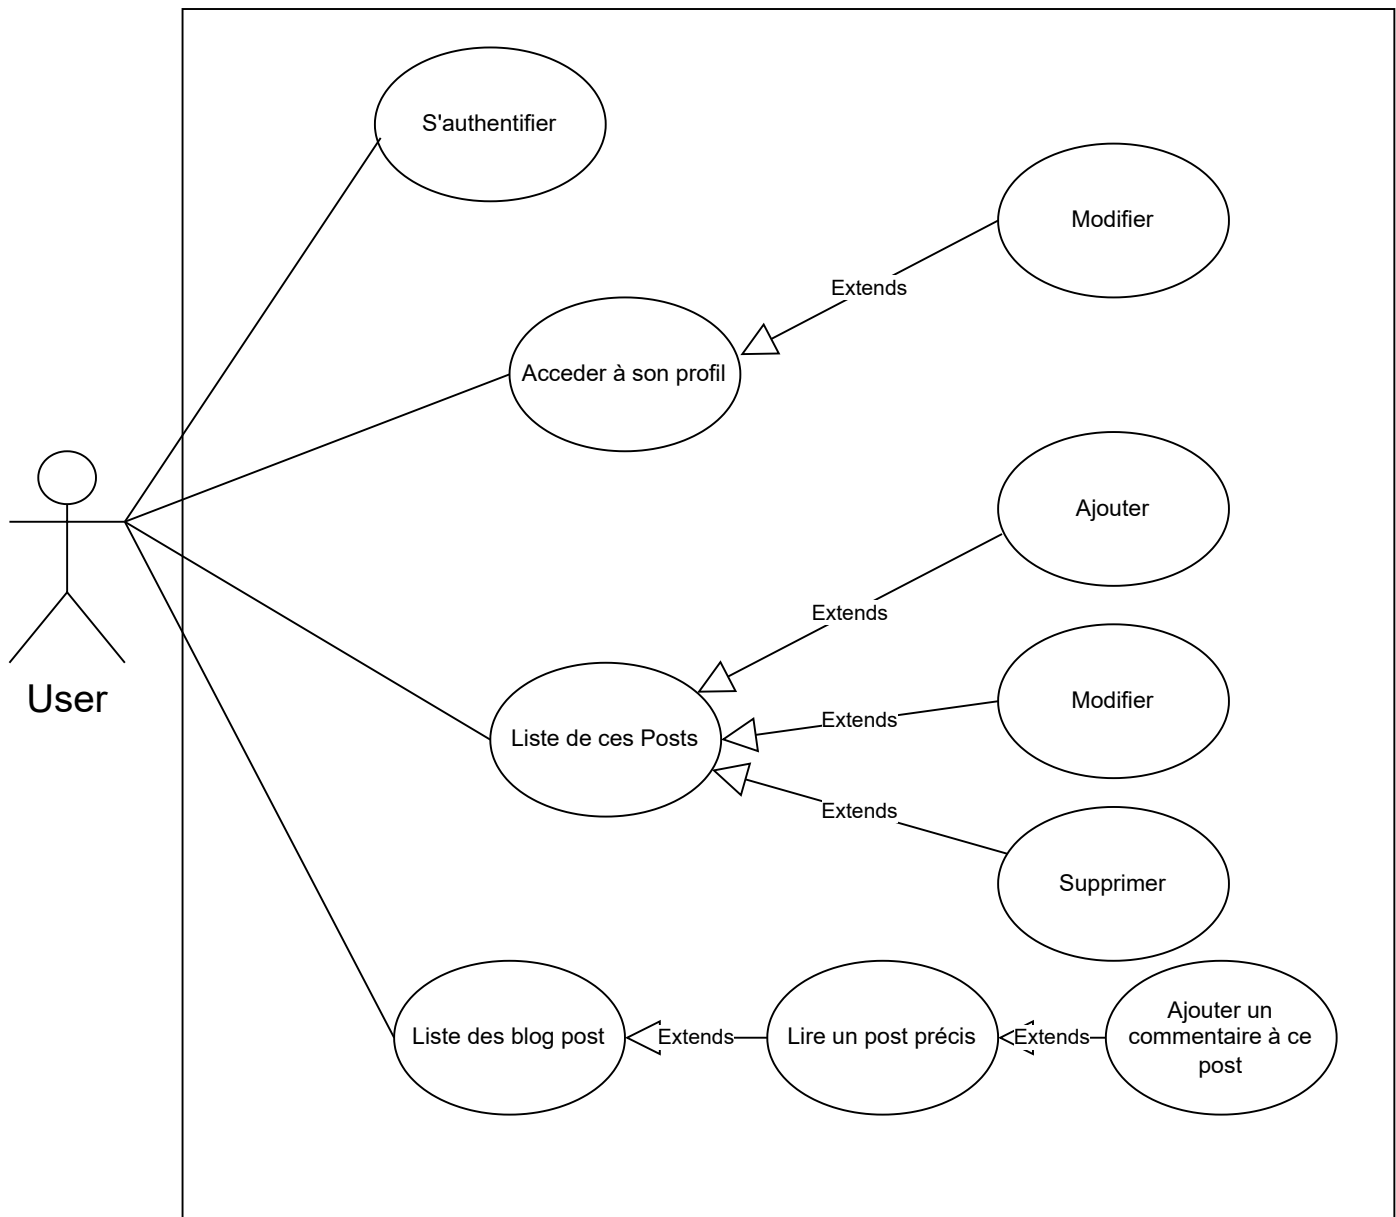 S'authentifier
Modifier
Extends
Acceder à son profil
Ajouter
Extends
User
Modifier
Extends
Liste de ces Posts
Extends
Supprimer
Liste des blog post
Extends
Lire un post précis
Extends
Ajouter un
commentaire à ce
post